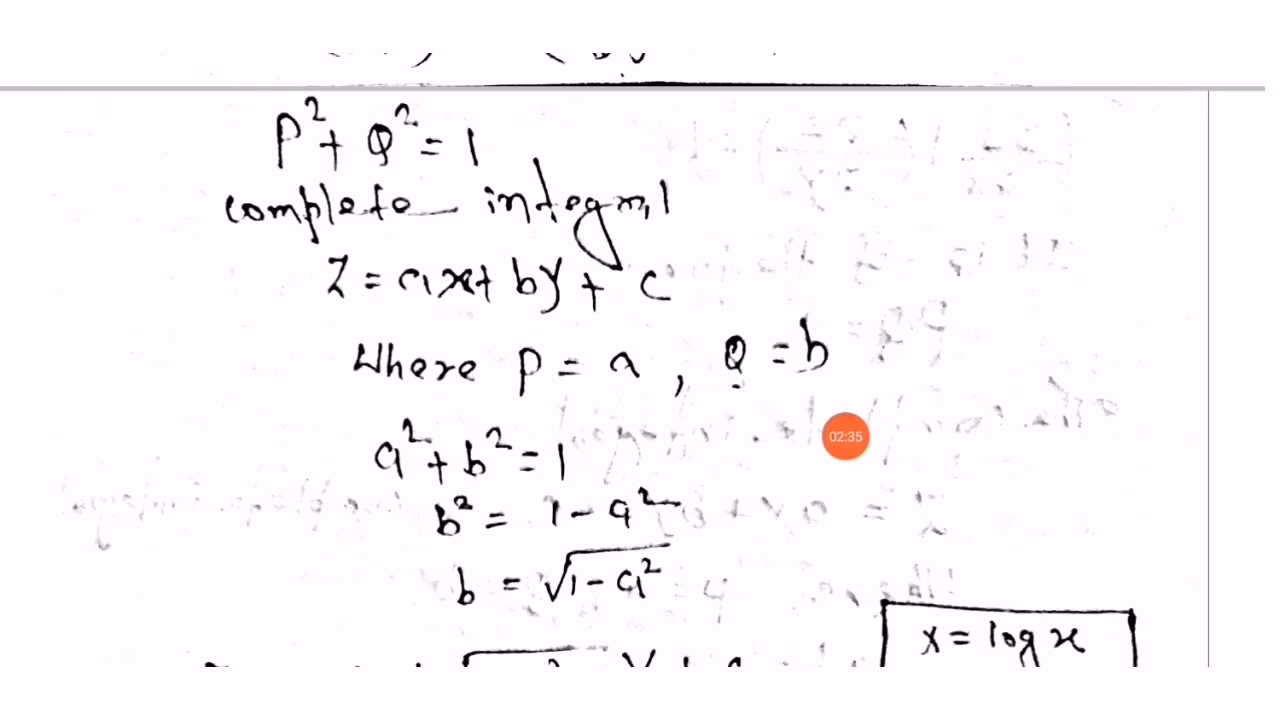 P² + Q² = 1
complete integral
Z = ax + by + c
Where P = a, Q = b
02:35
a² + b² = 1
b² = 1 - a²
b = √1-a²
x = log x